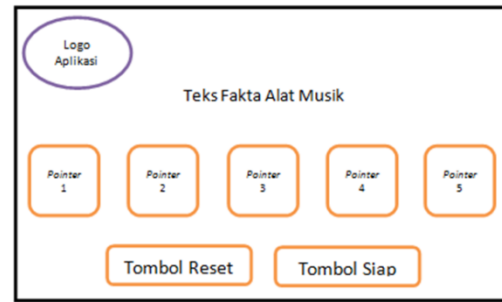 Logo
Aplikasi
Teks Fakta Alat Musik
Pointer
1
Pointer
2
Pointer
3
Pointer
4
Pointer
5
Tombol Reset
Tombol Siap